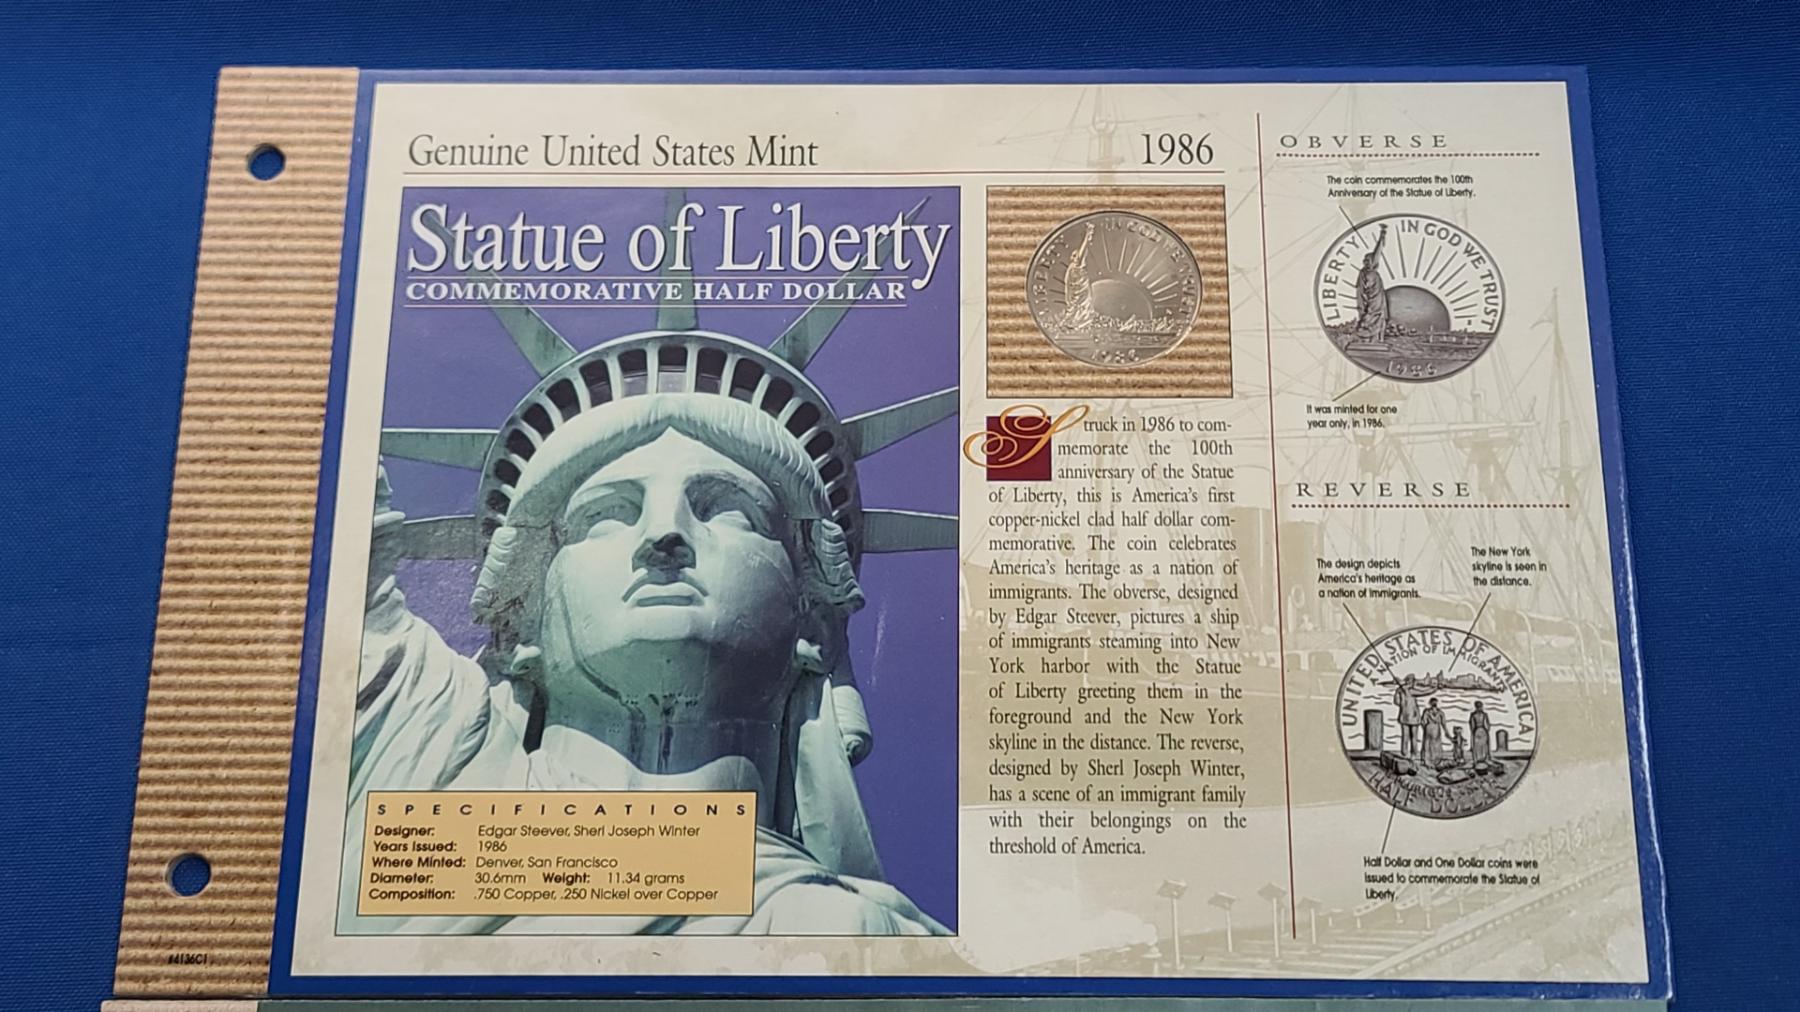 Genuine United States Mint
1986
Statue of Liberty
COMMEMORATIVE HALF DOLLAR
LIBERTY
IN GOD WE TRUST
1986
Struck in 1986 to com-
memorate the 100th
anniversary of the Statue
of Liberty, this is America's first
copper-nickel clad half dollar com-
memorative. The coin celebrates
America's heritage as a nation of
immigrants. The obverse, designed
by Edgar Steever, pictures a ship
of immigrants steaming into New
York harbor with the Statue
of Liberty greeting them in the
foreground and the New York
skyline in the distance. The reverse,
designed by Sherl Joseph Winter,
has a scene of an immigrant family
with their belongings on the
threshold of America.
SPECIFICATIONS
Designer: Edgar Steever, Sherl Joseph Winter
Years Issued: 1986
Where Minted: Denver, San Francisco
Diameter: 30.6mm Weight: 11.34 grams
Composition: .750 Copper, .250 Nickel over Copper
#4136C1
OBVERSE
The coin commemorates the 100th
Anniversary of the Statue of Liberty.
LIBERTY
IN GOD WE TRUST
1986
It was minted for one
year only, in 1986.
REVERSE
The design depicts
America's heritage as
a nation of immigrants.
The New York
skyline is seen in
the distance.
UNITED STATES OF AMERICA
A NATION OF IMMIGRANTS
HALF DOLLAR
Half Dollar and One Dollar coins were
issued to commemorate the Statue of
Liberty.